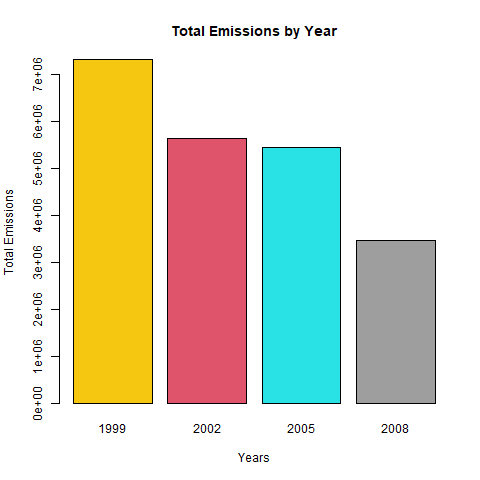 Total Emissions by Year
Total Emissions
7e+06
6e+06
5e+06
4e+06
3e+06
2e+06
1e+06
0e+00
1999 2002 2005 2008
Years